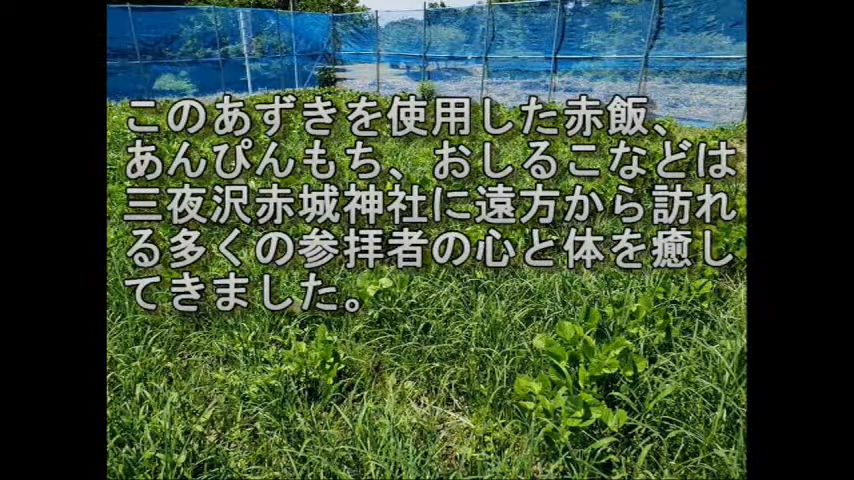 このあずきを使用した赤飯、
あんぴんもち、おしるこなどは
三夜沢赤城神社に遠方から訪れ
る多くの参拝者の心と体を癒し
てきました。